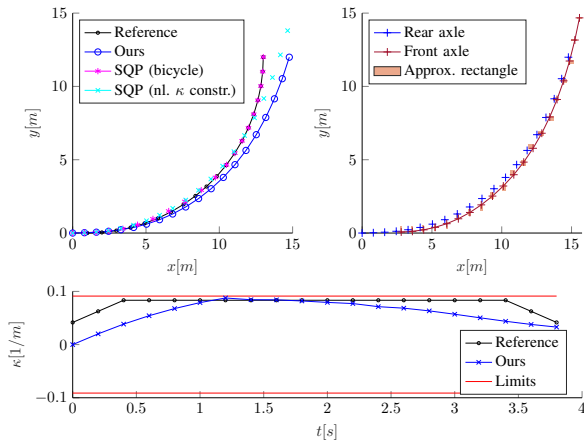 15
10
5
0
y[m]
0
5
10
15
x[m]
Reference
Ours
SQP (bicycle)
SQP (nl. κ constr.)
15
10
5
0
y[m]
0
5
10
15
x[m]
Rear axle
Front axle
Approx. rectangle
0.1
0
−0.1
κ[1/m]
0
0.5
1
1.5
2
2.5
3
3.5
4
t[s]
Reference
Ours
Limits